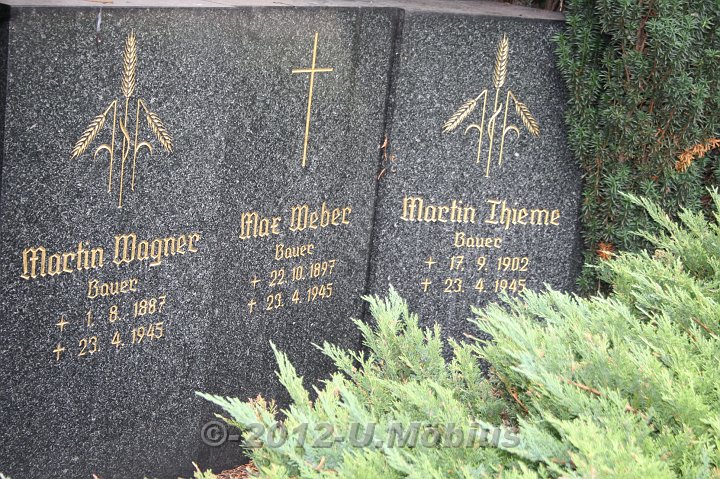 Martin Wagner
Bauer
+ 1. 8. 1887
+ 23. 4. 1945
Max Weber
Bauer
+ 22. 10. 1897
+ 23. 4. 1945
Martin Thieme
Bauer
+ 17. 9. 1902
+ 23. 4. 1945
©-2012-U.Möbius